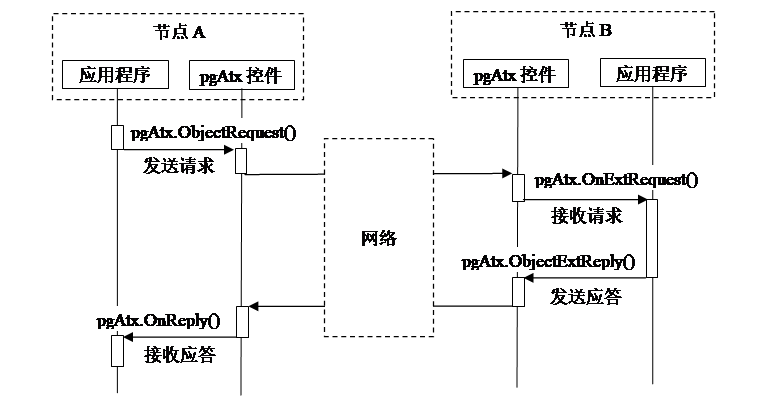 节点 A
节点 B
应用程序
pgAtx 控件
pgAtx 控件
应用程序
pgAtx.ObjectRequest()
发送请求
pgAtx.OnExtRequest()
接收请求
网络
pgAtx.ObjectExtReply()
发送应答
pgAtx.OnReply()
接收应答